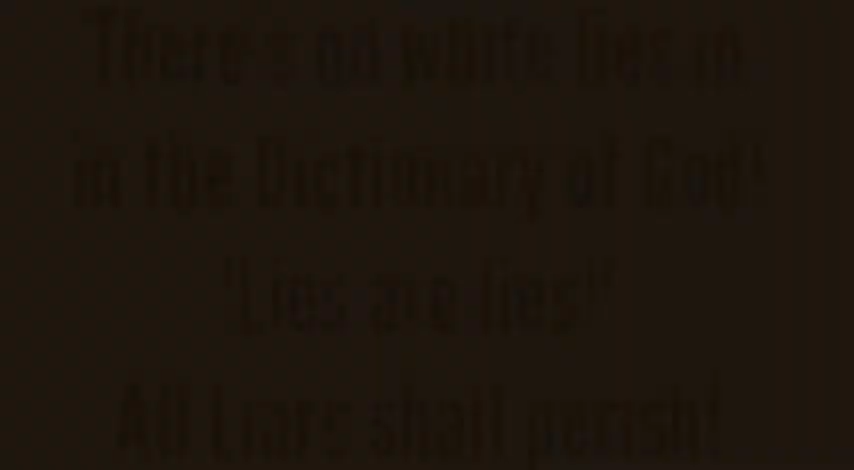 There's no white lies in
in the Dictionary of God!
"Lies are lies!"
All Liars shall perish!